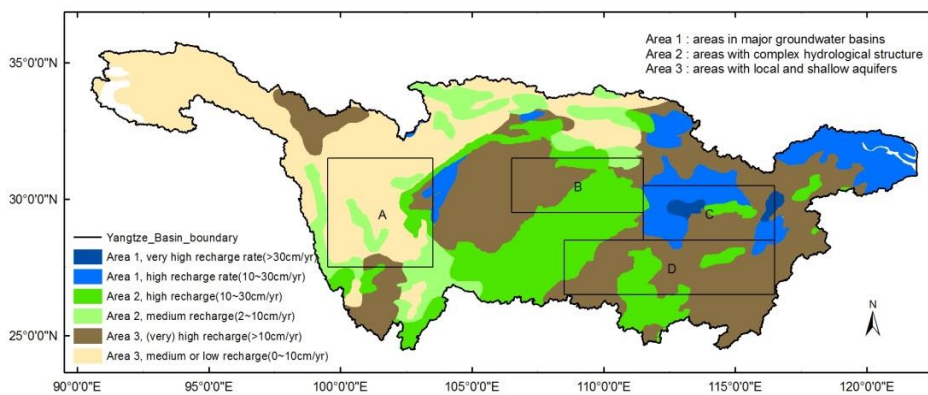 Area 1 : areas in major groundwater basins
Area 2 : areas with complex hydrological structure
Area 3 : areas with local and shallow aquifers
35°0'0"N
30°0'0"N
25°0'0"N
A
B
C
D
Yangtze_Basin_boundary
Area 1, very high recharge rate(>30cm/yr)
Area 1, high recharge rate(10~30cm/yr)
Area 2, high recharge(10~30cm/yr)
Area 2, medium recharge(2~10cm/yr)
Area 3, (very) high recharge(>10cm/yr)
Area 3, medium or low recharge(0~10cm/yr)
N
90°0'0"E 95°0'0"E 100°0'0"E 105°0'0"E 110°0'0"E 115°0'0"E 120°0'0"E